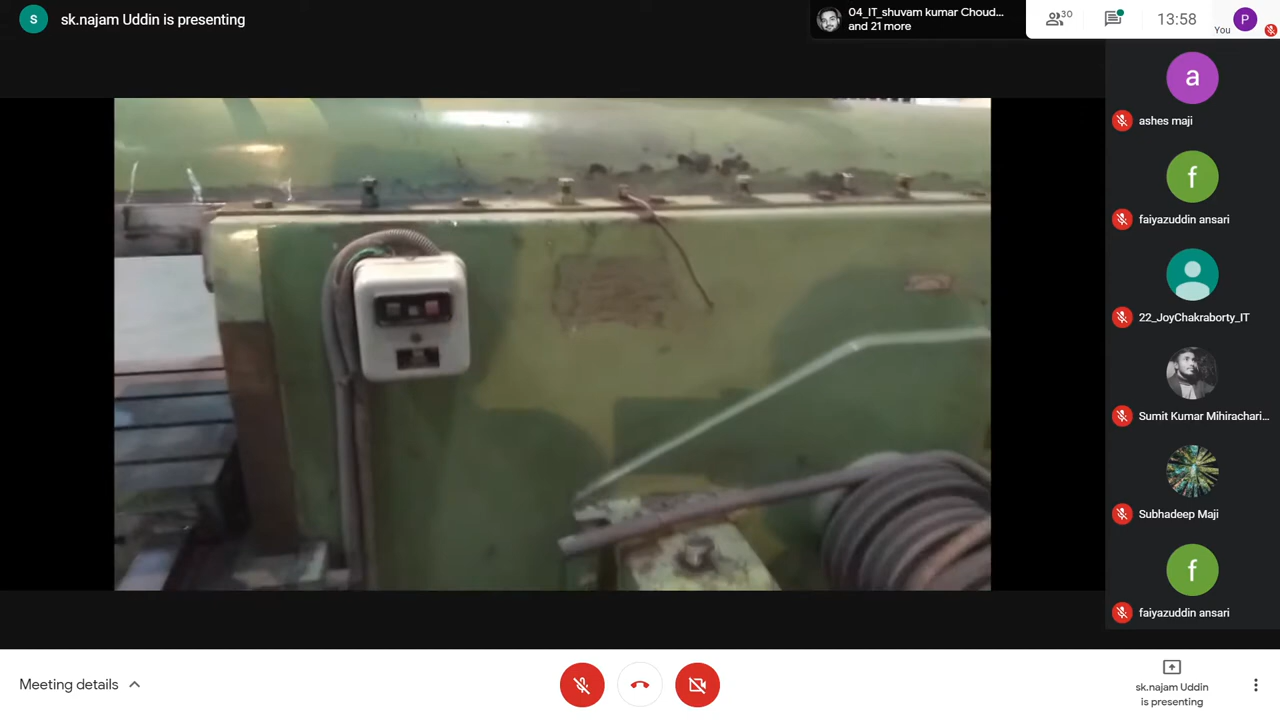 s
sk.najam Uddin is presenting
04_IT_shuvam kumar Choud...
and 21 more
30
13:58
You
P
a
ashes maji
f
faiyazuddin ansari
22_JoyChakraborty_IT
Sumit Kumar Mihirachari...
Subhadeep Maji
f
faiyazuddin ansari
Meeting details
sk.najam Uddin
is presenting